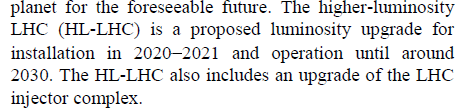 planet for the foreseeable future. The higher-luminosity
LHC (HL-LHC) is a proposed luminosity upgrade for
installation in 2020–2021 and operation until around
2030. The HL-LHC also includes an upgrade of the LHC
injector complex.